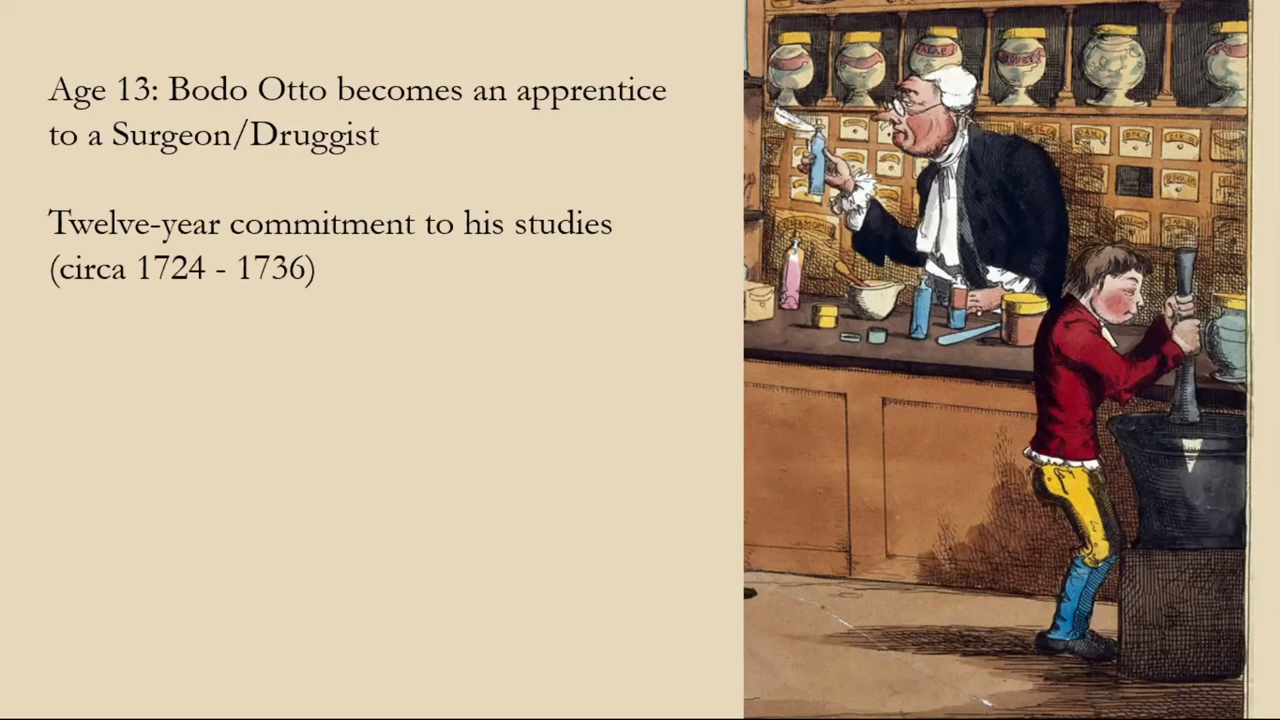 Age 13: Bodo Otto becomes an apprentice
to a Surgeon/Druggist
Twelve-year commitment to his studies
(circa 1724 - 1736)